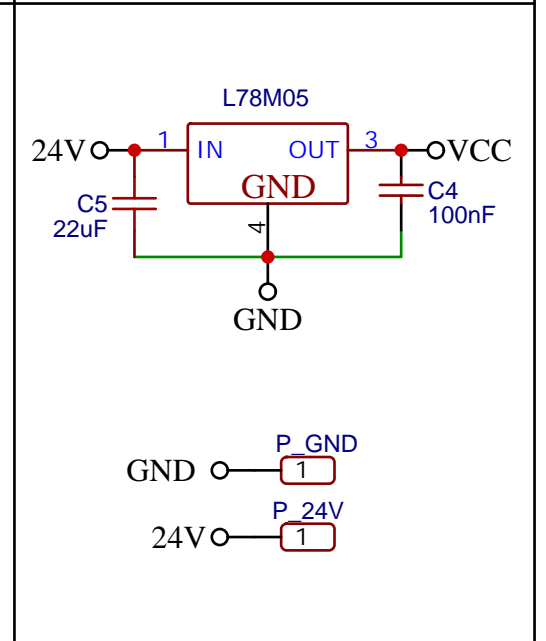 L78M05
24V 1 IN OUT 3 VCC
GND
C5
22uF
4
C4
100nF
GND
P_GND
GND 1
P_24V
24V 1